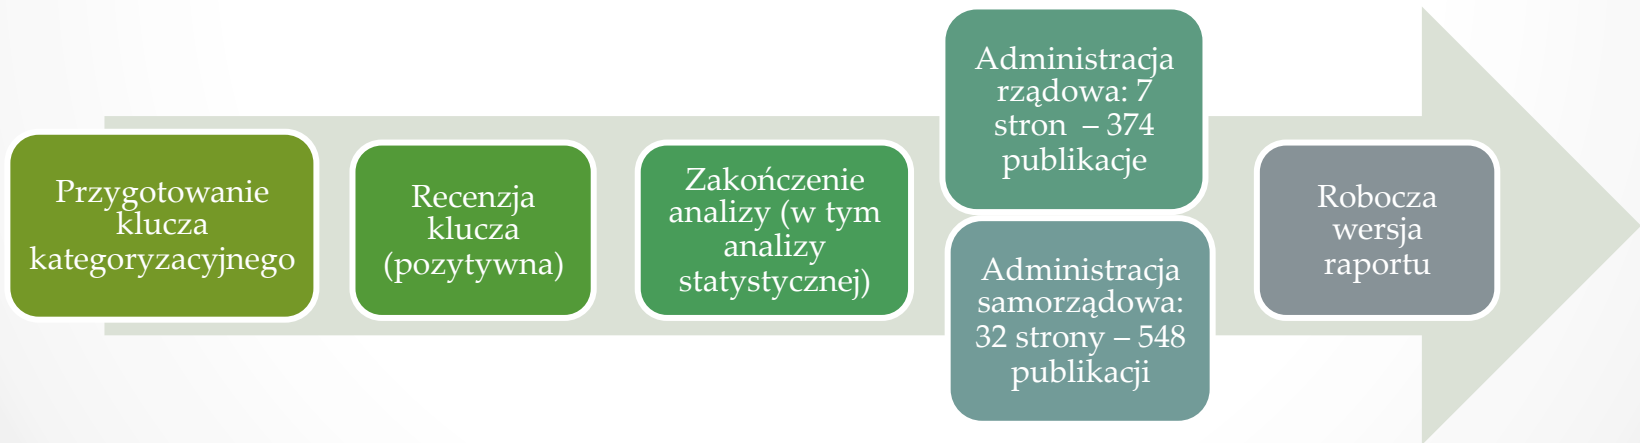 Przygotowanie
klucza
kategoryzacyjnego
Recenzja
klucza
(pozytywna)
Zakończenie
analizy (w tym
analizy
statystycznej)
Administracja
rządowa: 7
stron – 374
publikacje
Administracja
samorządowa:
32 strony – 548
publikacji
Robocza
wersja
raportu